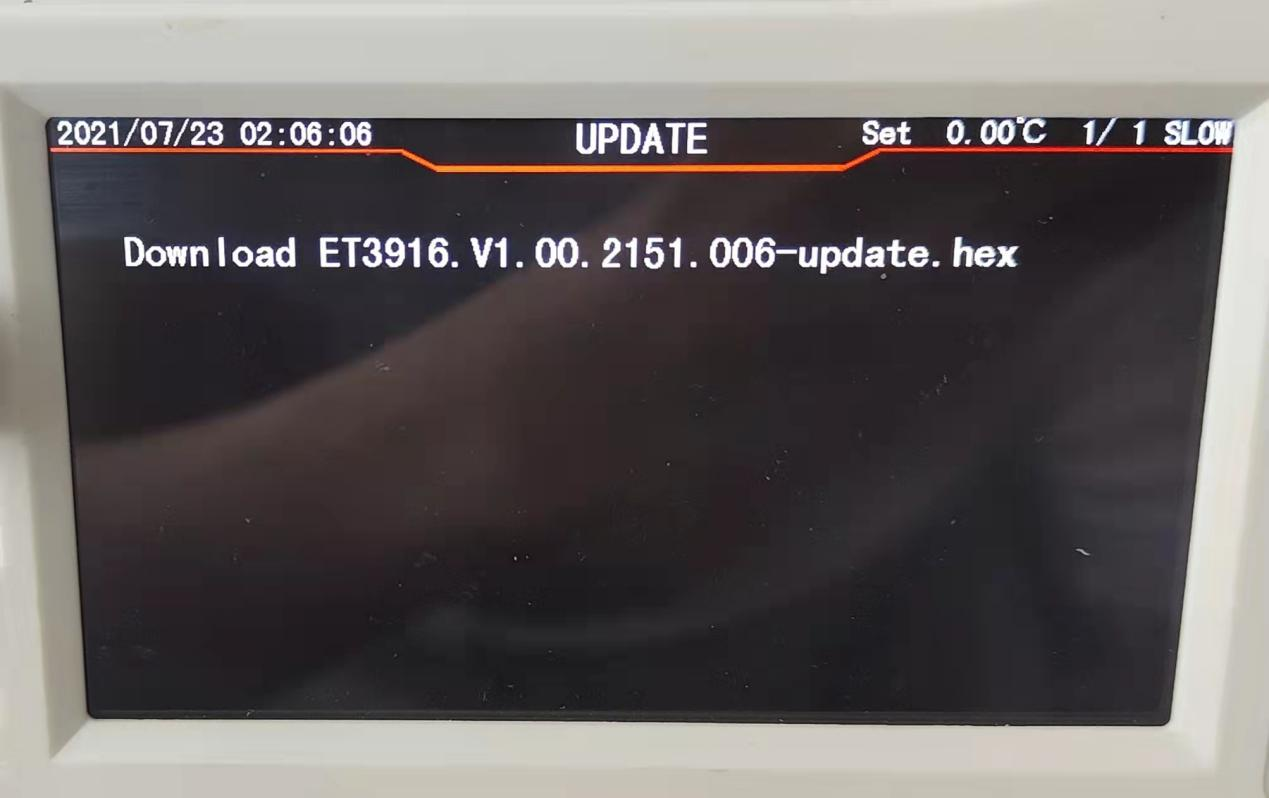 2021/07/23 02:06:06 UPDATE Set 0.00℃ 1/ 1 SLOW
Download ET3916.V1.00.2151.006-update.hex